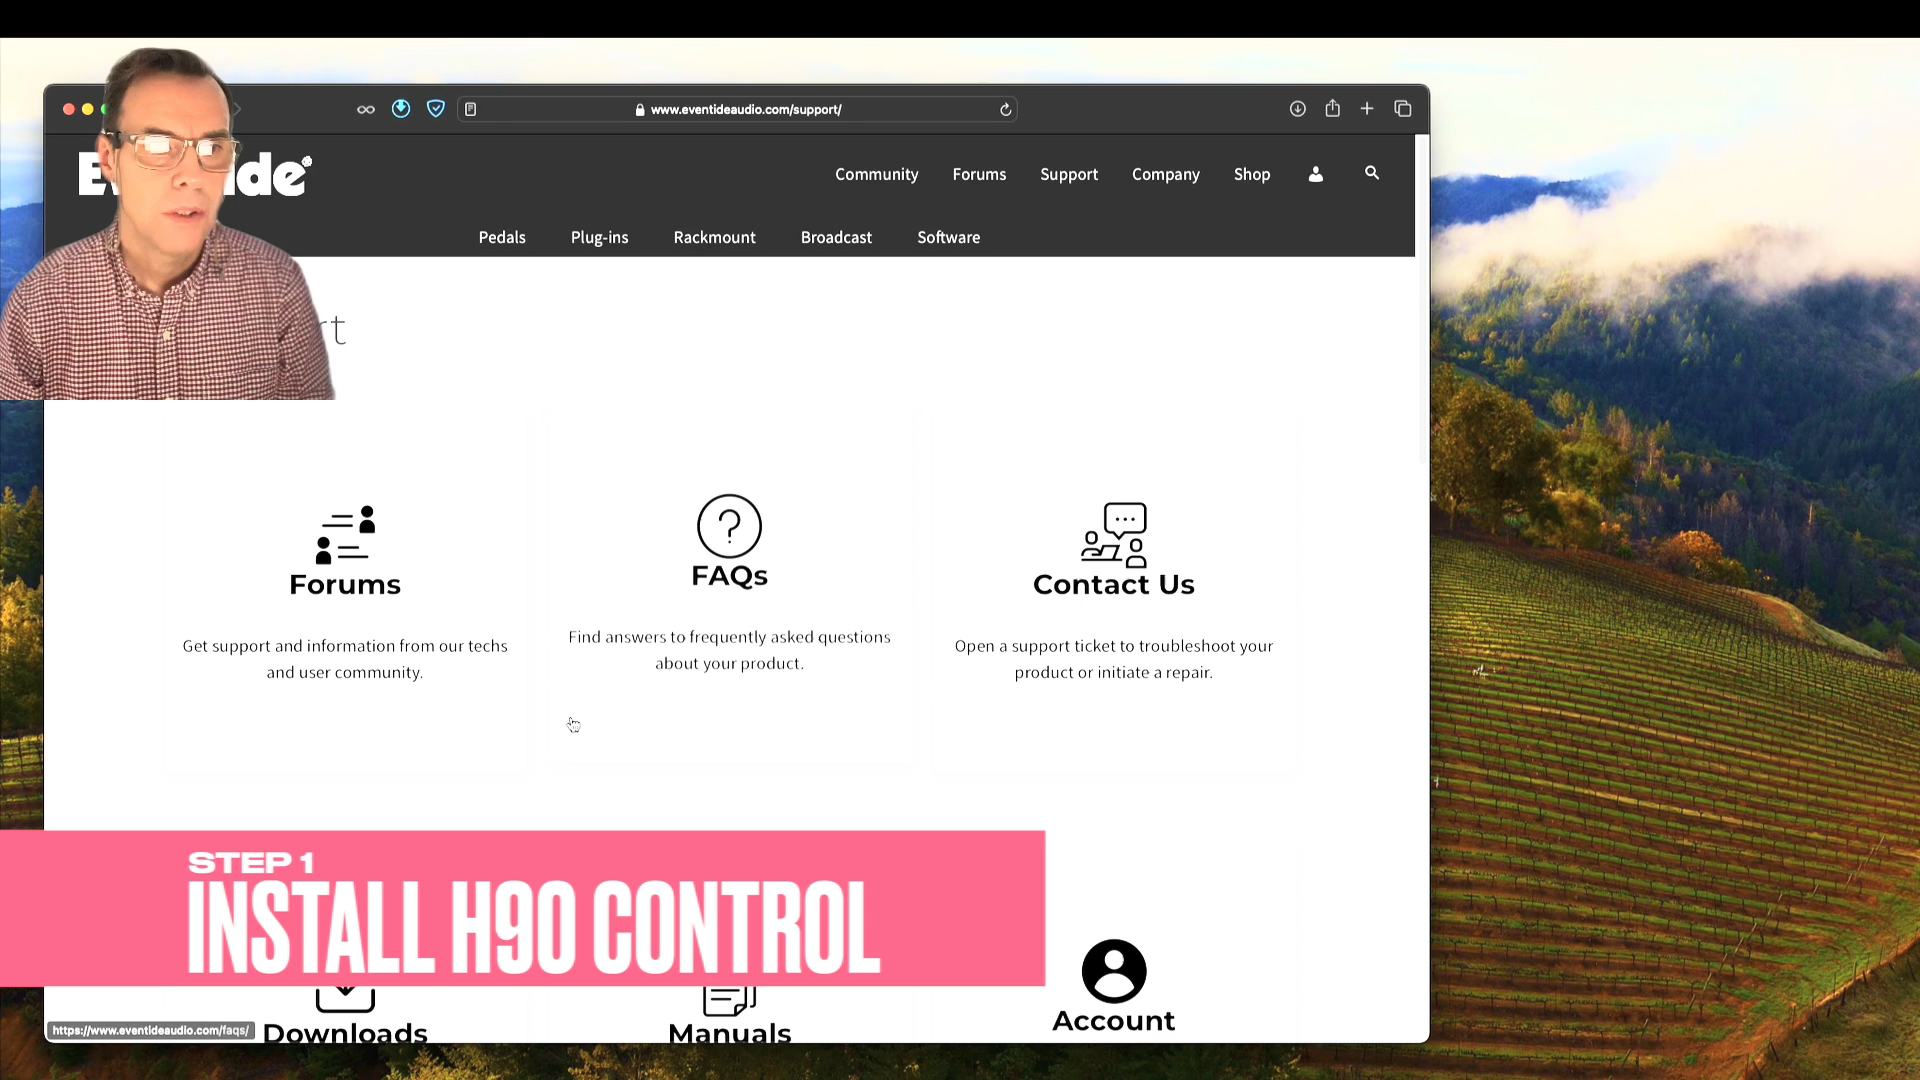 www.eventideaudio.com/support/
Community Forums Support Company Shop
Pedals Plug-ins Rackmount Broadcast Software
Forums
Get support and information from our techs
and user community.
FAQs
Find answers to frequently asked questions
about your product.
Contact Us
Open a support ticket to troubleshoot your
product or initiate a repair.
STEP 1
INSTALL H90 CONTROL
Downloads
Manuals
Account
https://www.eventideaudio.com/faqs/